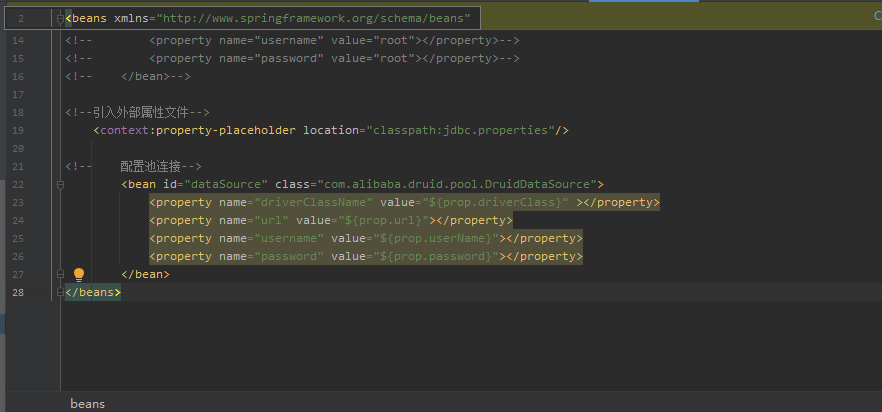 2 <beans xmlns="http://www.springframework.org/schema/beans"
14 <!--        <property name="username" value="root"></property>-->
15 <!--        <property name="password" value="root"></property>-->
16 <!--    </bean>-->
17
18 <!--引入外部属性文件-->
19     <context:property-placeholder location="classpath:jdbc.properties"/>
20
21 <!--    配置池连接-->
22         <bean id="dataSource" class="com.alibaba.druid.pool.DruidDataSource">
23             <property name="driverClassName" value="${prop.driverClass}" ></property>
24             <property name="url" value="${prop.url}"></property>
25             <property name="username" value="${prop.userName}"></property>
26             <property name="password" value="${prop.password}"></property>
27         </bean>
28 </beans>
beans